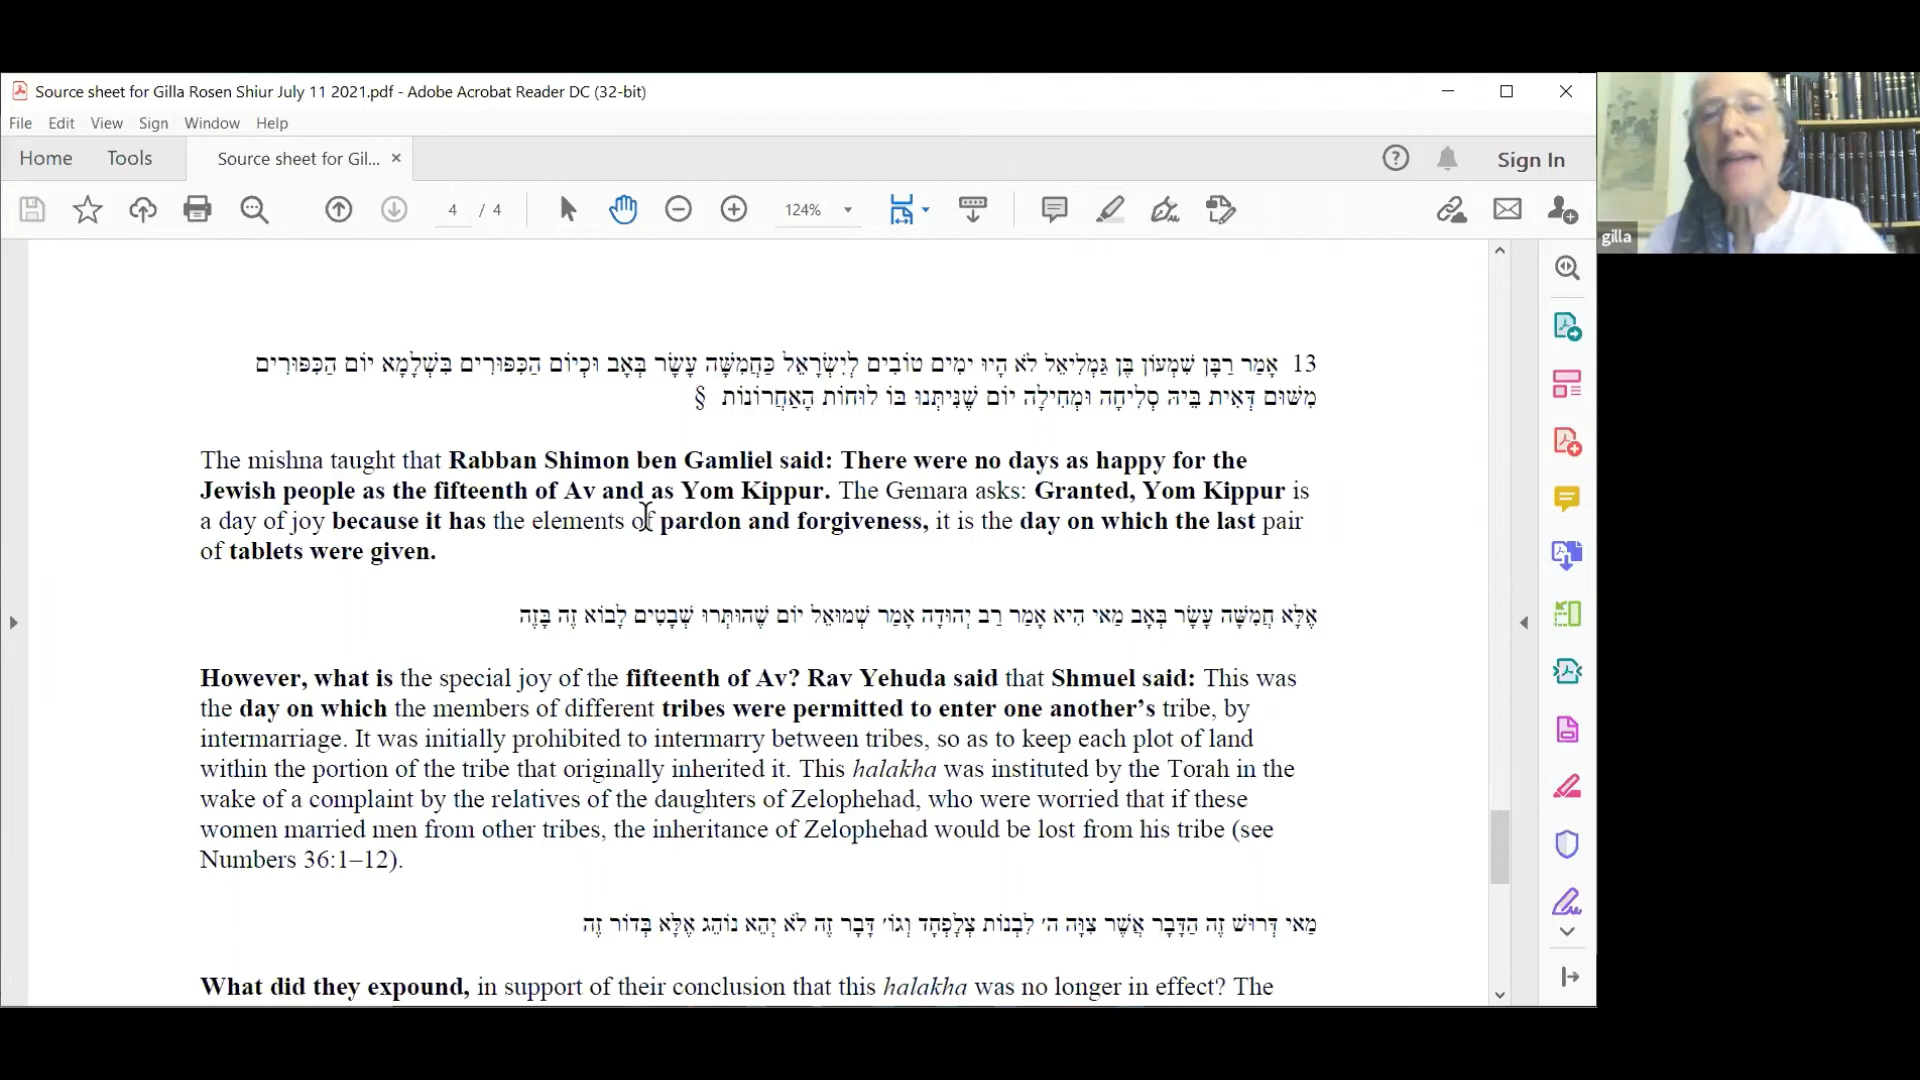 Source sheet for Gilla Rosen Shiur July 11 2021.pdf - Adobe Acrobat Reader DC (32-bit)
File Edit View Sign Window Help
Home Tools Source sheet for Gil... × Sign In
4 / 4 124%
gilla
13 אָמַר רַבָּן שִׁמְעוֹן בֶּן גַּמְלִיאֵל לֹא הָיוּ יָמִים טוֹבִים לְיִשְׂרָאֵל כַּחֲמִשָּׁה עָשָׂר בְּאָב וּכְיוֹם הַכִּפּוּרִים בִּשְׁלָמָא יוֹם הַכִּפּוּרִים
מִשּׁוּם דְּאִית בֵּיהּ סְלִיחָה וּמְחִילָה יוֹם שֶׁנִּיתְּנוּ בּוֹ לוּחוֹת הָאַחֲרוֹנוֹת §
The mishna taught that Rabban Shimon ben Gamliel said: There were no days as happy for the
Jewish people as the fifteenth of Av and as Yom Kippur. The Gemara asks: Granted, Yom Kippur is
a day of joy because it has the elements of pardon and forgiveness, it is the day on which the last pair
of tablets were given.
אֶלָּא חֲמִשָּׁה עָשָׂר בְּאָב מַאי הִיא אָמַר רַב יְהוּדָה אָמַר שְׁמוּאֵל יוֹם שֶׁהוּתְּרוּ שְׁבָטִים לָבוֹא זֶה בָּזֶה
However, what is the special joy of the fifteenth of Av? Rav Yehuda said that Shmuel said: This was
the day on which the members of different tribes were permitted to enter one another’s tribe, by
intermarriage. It was initially prohibited to intermarry between tribes, so as to keep each plot of land
within the portion of the tribe that originally inherited it. This halakha was instituted by the Torah in the
wake of a complaint by the relatives of the daughters of Zelophehad, who were worried that if these
women married men from other tribes, the inheritance of Zelophehad would be lost from his tribe (see
Numbers 36:1–12).
מַאי דְּרוּשׁ זֶה הַדָּבָר אֲשֶׁר צִוָּה ה׳ לִבְנוֹת צְלׇפְחָד וְגוֹ׳ דָּבָר זֶה לֹא יְהֵא נוֹהֵג אֶלָּא בְּדוֹר זֶה
What did they expound, in support of their conclusion that this halakha was no longer in effect? The